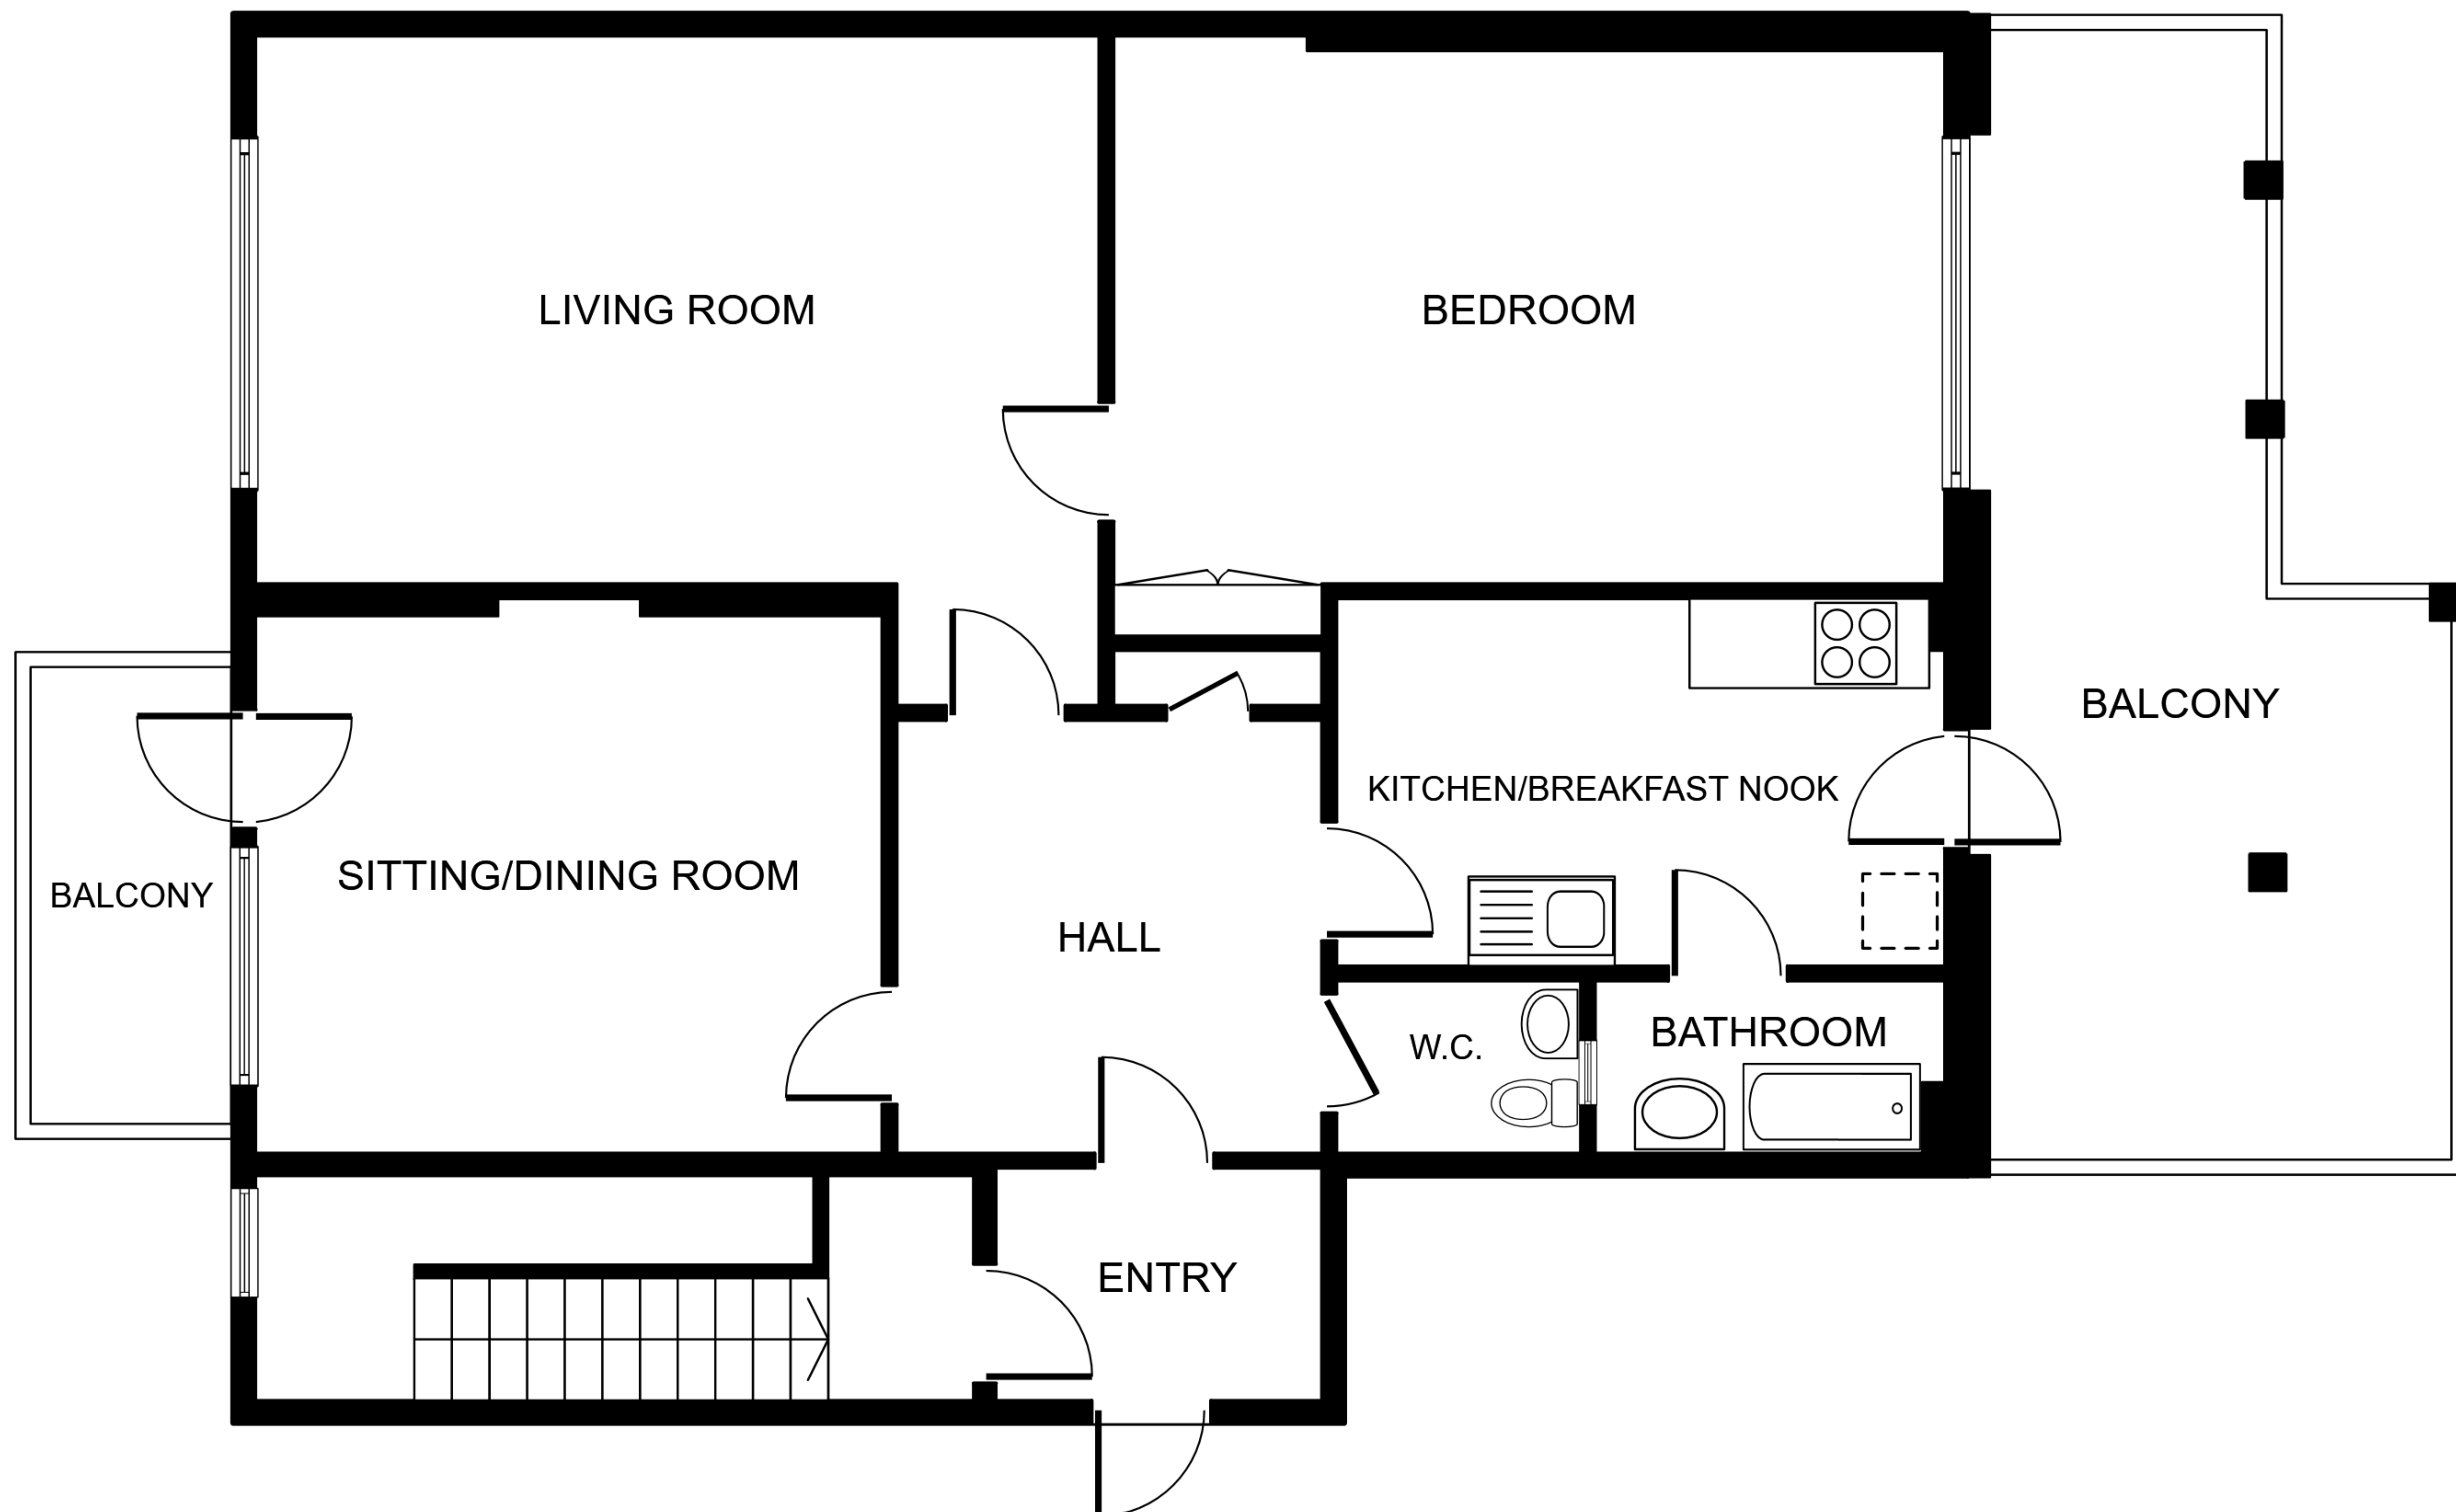 LIVING ROOM
BEDROOM
BALCONY
KITCHEN/BREAKFAST NOOK
SITTING/DINING ROOM
BALCONY
HALL
BATHROOM
W.C.
ENTRY